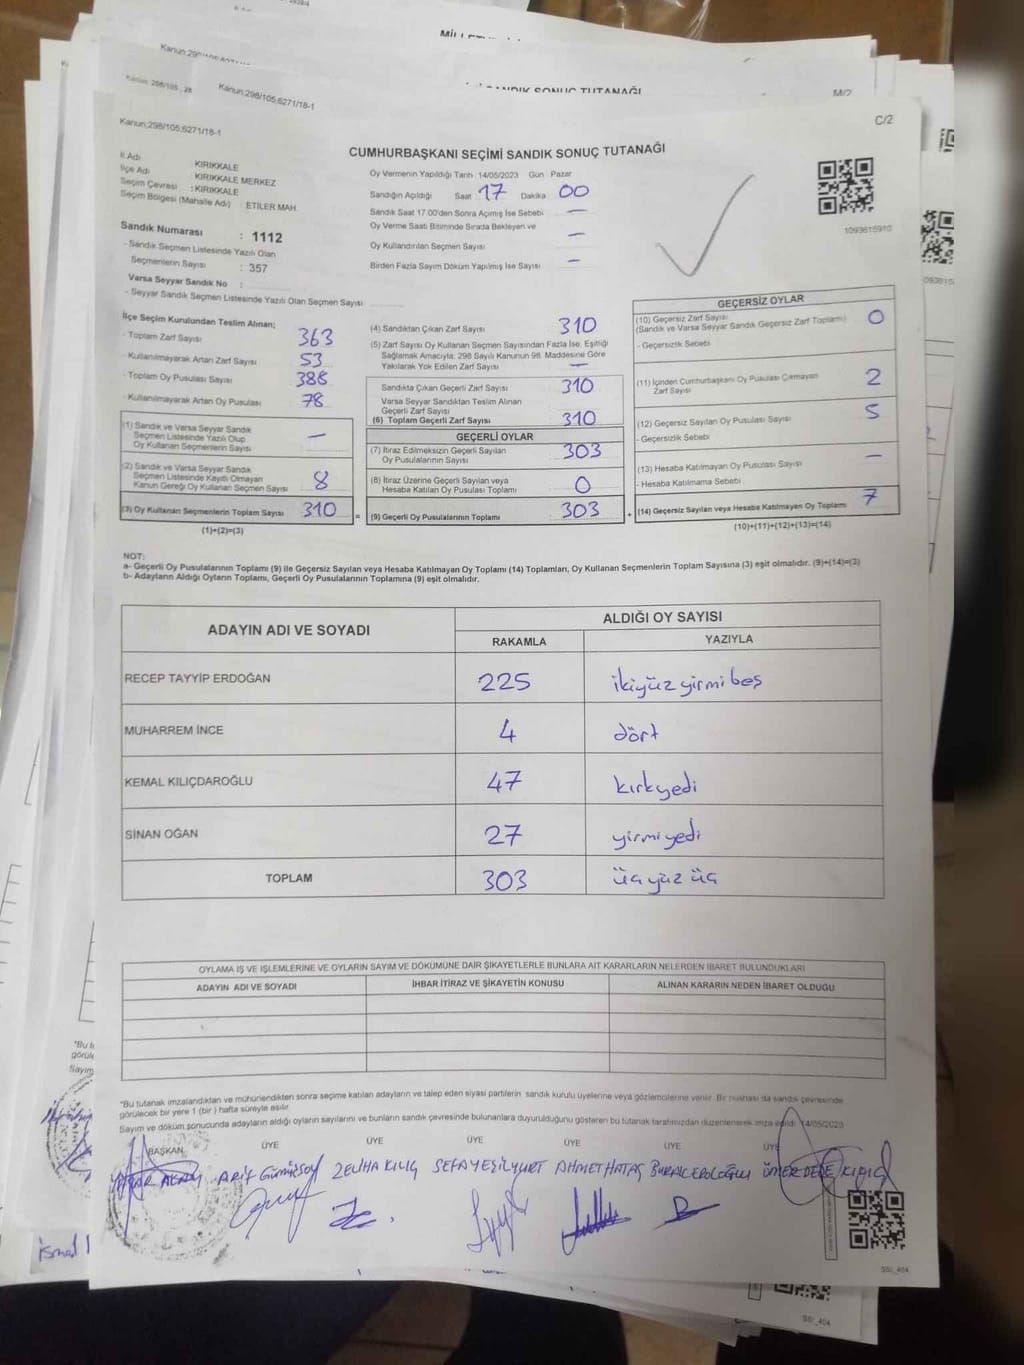 Kanun;298/105;6271/18-1
Kanun;298/105,6271/18-1
M/2
C/2
CUMHURBAŞKANI SEÇİMİ SANDIK SONUÇ TUTANAĞI
İl Adı : KIRIKKALE
İlçe Adı : KIRIKKALE MERKEZ
Seçim Çevresi : KIRIKKALE
Seçim Bölgesi (Mahalle Adı) : ETİLER MAH
Sandık Numarası : 1112
- Sandık Seçmen Listesinde Yazılı Olan
Seçmenlerin Sayısı : 357
Varsa Seyyar Sandık No :
- Seyyar Sandık Seçmen Listesinde Yazılı Olan Seçmen Sayısı
Oy Vermenin Yapıldığı Tarih 14/05/2023 Gün Pazar
Sandığın Açıldığı Saat 17 Dakika 00
Sandık Saat 17.00'den Sonra Açılmış İse Sebebi —
Oy Verme Saati Bitiminde Sırada Bekleyen ve
Oy Kullandırılan Seçmen Sayısı —
Birden Fazla Sayım Döküm Yapılmış İse Sayısı —
1093615910
İlçe Seçim Kurulundan Teslim Alınan;
- Toplam Zarf Sayısı 363
- Kullanılmayarak Artan Zarf Sayısı 53
- Toplam Oy Pusulası Sayısı 388
- Kullanılmayarak Artan Oy Pusulası 78
(1) Sandık ve Varsa Seyyar Sandık
Seçmen Listesinde Yazılı Olup
Oy Kullanan Seçmenlerin Sayısı —
(2) Sandık ve Varsa Seyyar Sandık
Seçmen Listesinde Kayıtlı Olmayan
Kanun Gereği Oy Kullanan Seçmen Sayısı 8
(3) Oy Kullanan Seçmenlerin Toplam Sayısı 310
(1)+(2)=(3)
(4) Sandıktan Çıkan Zarf Sayısı 310
(5) Zarf Sayısı Oy Kullanan Seçmen Sayısından Fazla İse, Eşitliği
Sağlamak Amacıyla, 298 Sayılı Kanunun 98. Maddesine Göre
Yakılarak Yok Edilen Zarf Sayısı —
Sandıkta Çıkan Geçerli Zarf Sayısı 310
Varsa Seyyar Sandıktan Teslim Alınan
Geçerli Zarf Sayısı
(6) Toplam Geçerli Zarf Sayısı 310
GEÇERLİ OYLAR
(7) İtiraz Edilmeksizin Geçerli Sayılan
Oy Pusulalarının Sayısı 303
(8) İtiraz Üzerine Geçerli Sayılan veya
Hesaba Katılan Oy Pusulası Toplamı 0
= (9) Geçerli Oy Pusulalarının Toplamı 303
GEÇERSİZ OYLAR
(10) Geçersiz Zarf Sayısı
(Sandık ve Varsa Seyyar Sandık Geçersiz Zarf Toplamı) 0
- Geçersizlik Sebebi
(11) İçinden Cumhurbaşkanı Oy Pusulası Çıkmayan
Zarf Sayısı 2
(12) Geçersiz Sayılan Oy Pusulası Sayısı 5
- Geçersizlik Sebebi
(13) Hesaba Katılmayan Oy Pusulası Sayısı —
- Hesaba Katılmama Sebebi
+ (14) Geçersiz Sayılan veya Hesaba Katılmayan Oy Toplamı 7
(10)+(11)+(12)+(13)=(14)
NOT:
a- Geçerli Oy Pusulalarının Toplamı (9) ile Geçersiz Sayılan veya Hesaba Katılmayan Oy Toplamı (14) Toplamları, Oy Kullanan Seçmenlerin Toplam Sayısına (3) eşit olmalıdır. (9)+(14)=(3)
b- Adayların Aldığı Oyların Toplamı, Geçerli Oy Pusulalarının Toplamına (9) eşit olmalıdır.
ADAYIN ADI VE SOYADI
ALDIĞI OY SAYISI
RAKAMLA YAZIYLA
RECEP TAYYİP ERDOĞAN 225 ikiyüz yirmi beş
MUHARREM İNCE 4 dört
KEMAL KILIÇDAROĞLU 47 kırkyedi
SİNAN OĞAN 27 yirmi yedi
TOPLAM 303 üç yüz üç
OYLAMA İŞ VE İŞLEMLERİNE VE OYLARIN SAYIM VE DÖKÜMÜNE DAİR ŞİKAYETLERLE BUNLARA AİT KARARLARIN NELERDEN İBARET BULUNDUKLARI
ADAYIN ADI VE SOYADI İHBAR İTİRAZ VE ŞİKAYETİN KONUSU ALINAN KARARIN NEDEN İBARET OLDUĞU
*Bu tutanak imzalandıktan ve mühürlendikten sonra seçime katılan adayların ve talep eden siyasi partilerin sandık kurulu üyelerine veya gözlemcilerine verilir. Bir nüshası da sandık çevresinde
görülecek bir yere 1 (bir) hafta süreyle asılır.
Sayım ve döküm sonucunda adayların aldığı oyların sayılarını ve bunların sandık çevresinde bulunanlara duyurulduğunu gösteren bu tutanak tarafımızdan düzenlenerek imza edildi. 14/05/2023
BAŞKAN ÜYE ÜYE ÜYE ÜYE ÜYE ÜYE
ARİF GÜMÜŞSOY ZELİHA KILIÇ SEFA YEŞİLYURT AHMET HATAŞ BURAK EROĞLU ÖMER DEDE KILIÇ
SSİ_404
SSİ_404